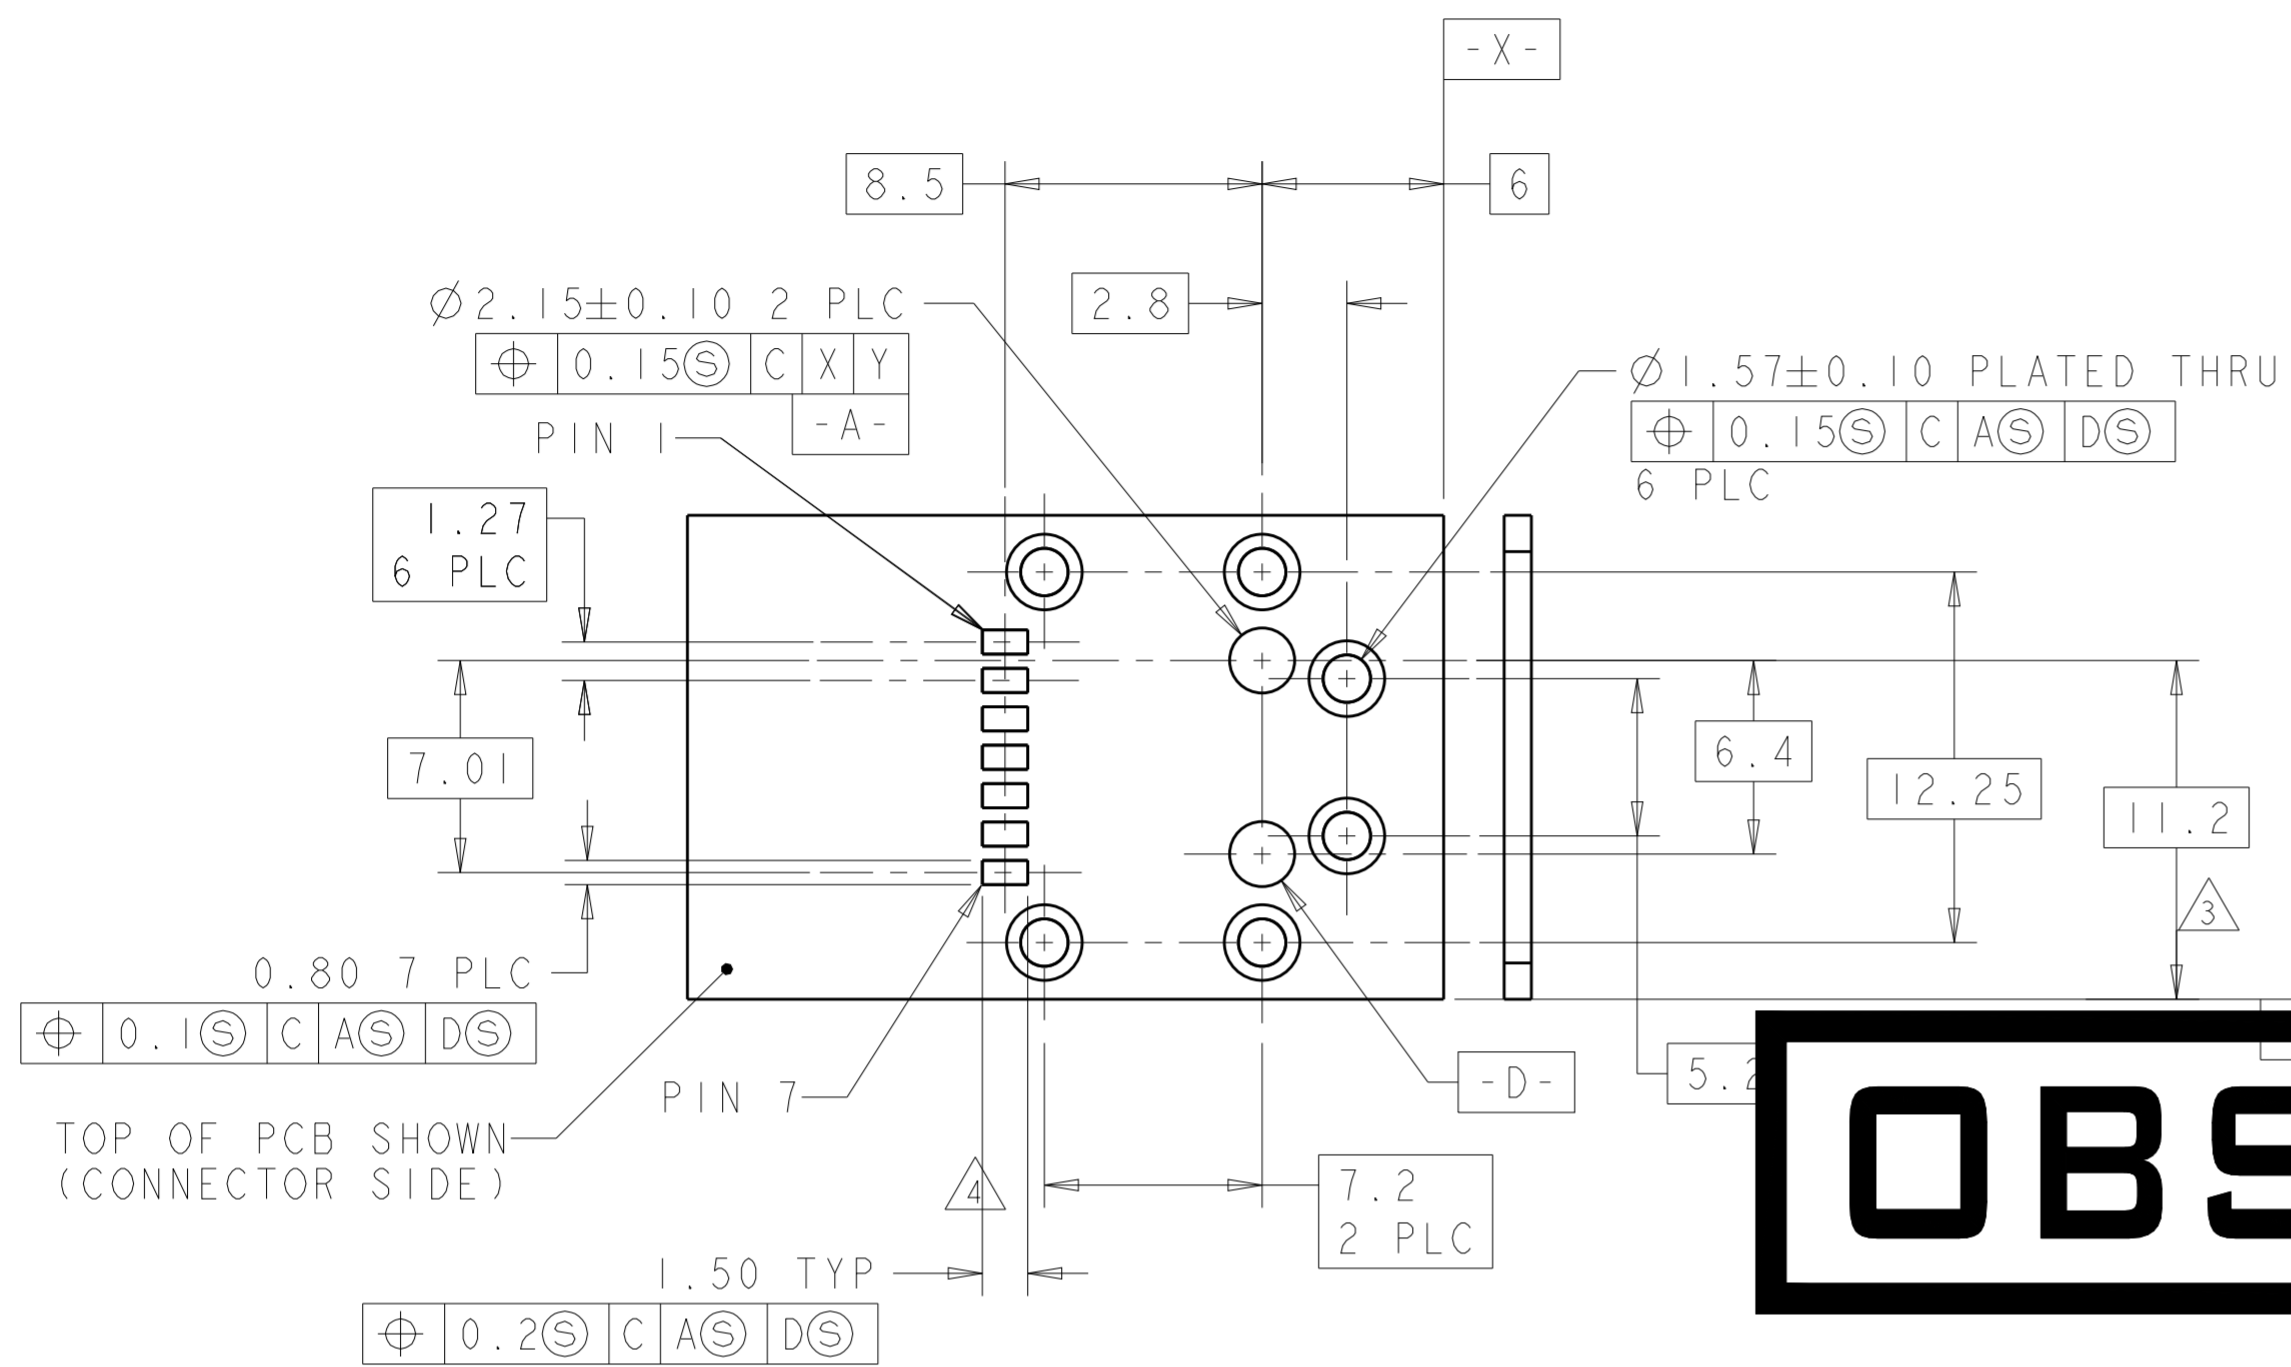 -X-
8.5
6
Ø2.15±0.10 2 PLC
⌖ 0.15Ⓢ C X Y
-A-
2.8
Ø1.57±0.10 PLATED THRU
⌖ 0.15Ⓢ C AⓈ DⓈ
6 PLC
PIN 1
1.27
6 PLC
7.01
6.4
12.25
11.2
3
0.80 7 PLC
⌖ 0.1Ⓢ C AⓈ DⓈ
PIN 7
-D-
TOP OF PCB SHOWN
(CONNECTOR SIDE)
4
7.2
2 PLC
1.50 TYP
⌖ 0.2Ⓢ C AⓈ DⓈ